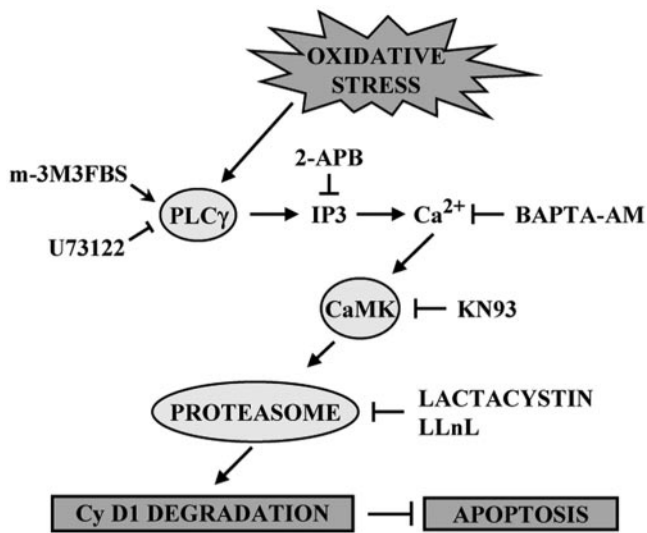 OXIDATIVE
STRESS
2-APB
m-3M3FBS
PLCγ
IP3
Ca²⁺
BAPTA-AM
U73122
CaMK
KN93
PROTEASOME
LACTACYSTIN
LLnL
Cy D1 DEGRADATION
APOPTOSIS